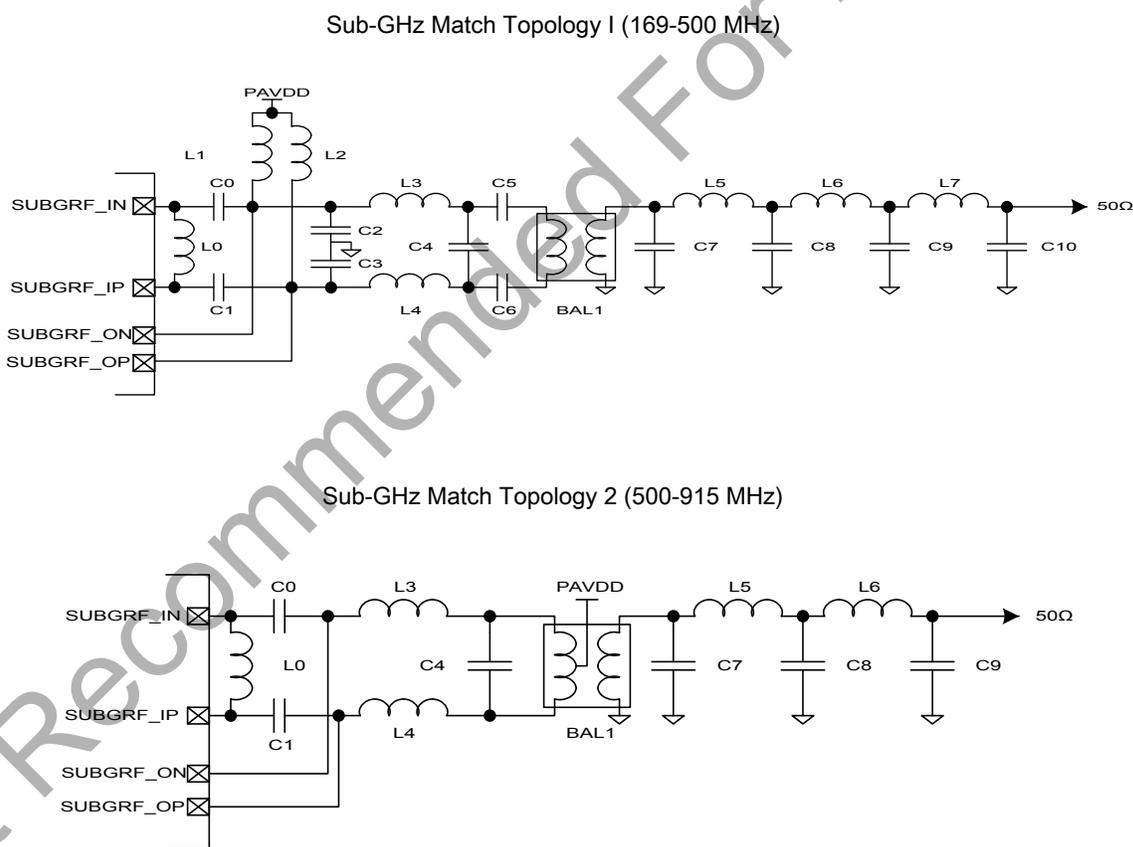 Sub-GHz Match Topology I (169-500 MHz)
PAVDD
L1
L2
C0
L3
C5
L5
L6
L7
SUBGRF_IN
50Ω
L0
C2
C3
C4
C7
C8
C9
C10
SUBGRF_IP
C1
L4
C6
BAL1
SUBGRF_ON
SUBGRF_OP
Sub-GHz Match Topology 2 (500-915 MHz)
C0
L3
PAVDD
L5
L6
SUBGRF_IN
50Ω
L0
C4
C7
C8
C9
SUBGRF_IP
C1
L4
BAL1
SUBGRF_ON
SUBGRF_OP
Recommended For